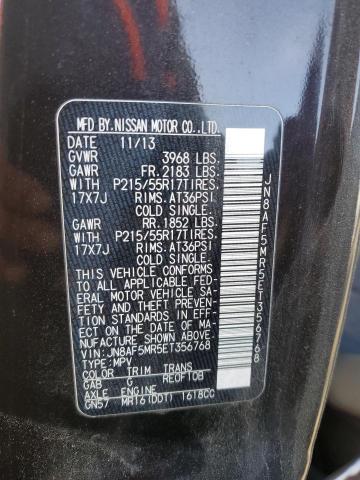 MFD.BY.NISSAN MOTOR CO.,LTD.
DATE 11/13
GVWR 3968 LBS.
GAWR FR.2183 LBS.
WITH P215/55R17TIRES.
17X7J RIMS.AT36PSI
COLD SINGLE.
GAWR RR.1852 LBS.
WITH P215/55R17TIRES.
17X7J RIMS.AT36PSI
COLD SINGLE.
THIS VEHICLE CONFORMS
TO ALL APPLICABLE FED-
ERAL MOTOR VEHICLE SA-
FETY AND THEFT PREVEN-
TION STANDARDS IN EFF-
ECT ON THE DATE OF MA-
NUFACTURE SHOWN ABOVE.
VIN:JN8AF5MR5ET356768
TYPE:MPV
COLOR TRIM TRANS
GAB G RE0F10B
AXLE ENGINE
GN57 MR16(DDT) 1618CC
JN8AF5MR5ET356768